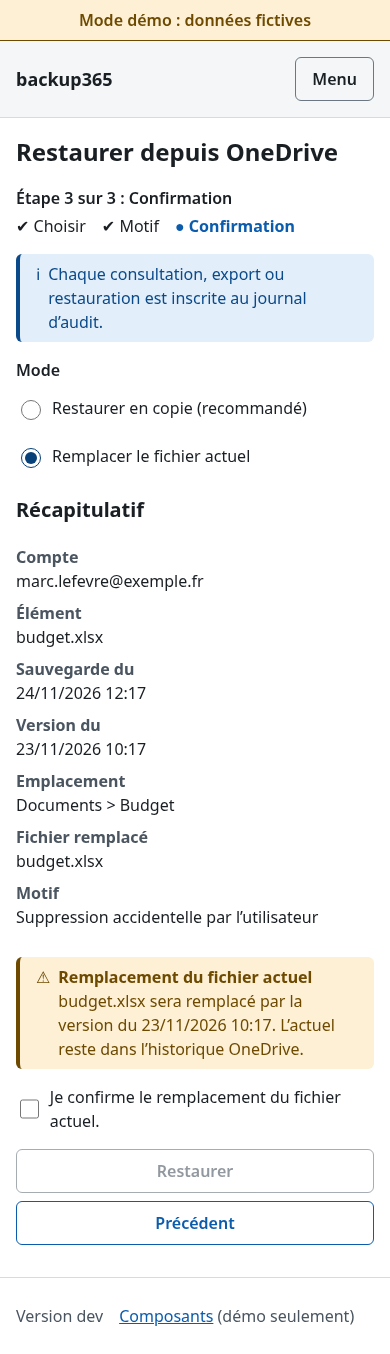 Mode démo : données fictives
backup365
Menu
Restaurer depuis OneDrive
Étape 3 sur 3 : Confirmation
✔ Choisir ✔ Motif ● Confirmation
i Chaque consultation, export ou
restauration est inscrite au journal
d’audit.
Mode
Restaurer en copie (recommandé)
Remplacer le fichier actuel
Récapitulatif
Compte
marc.lefevre@exemple.fr
Élément
budget.xlsx
Sauvegarde du
24/11/2026 12:17
Version du
23/11/2026 10:17
Emplacement
Documents > Budget
Fichier remplacé
budget.xlsx
Motif
Suppression accidentelle par l’utilisateur
⚠ Remplacement du fichier actuel
budget.xlsx sera remplacé par la
version du 23/11/2026 10:17. L’actuel
reste dans l’historique OneDrive.
Je confirme le remplacement du fichier
actuel.
Restaurer
Précédent
Version dev Composants (démo seulement)